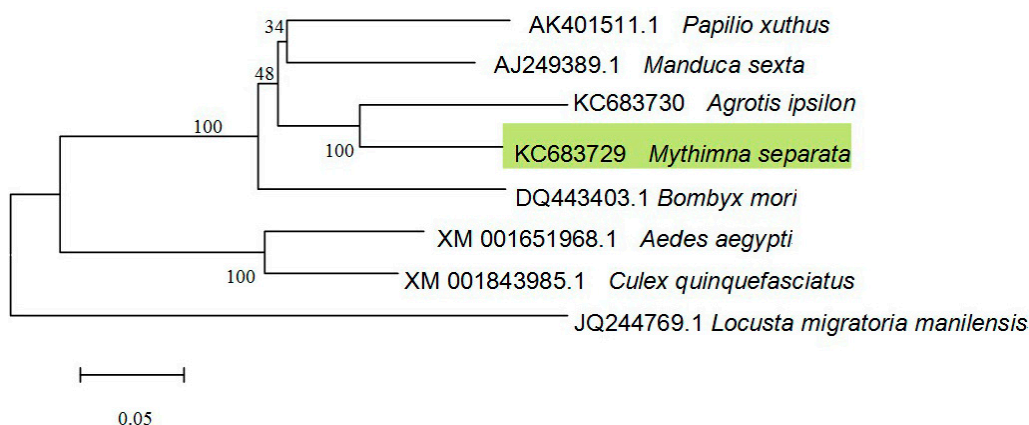 34
AK401511.1 Papilio xuthus
AJ249389.1 Manduca sexta
48
KC683730 Agrotis ipsilon
100
100
KC683729 Mythimna separata
DQ443403.1 Bombyx mori
XM 001651968.1 Aedes aegypti
100
XM 001843985.1 Culex quinquefasciatus
JQ244769.1 Locusta migratoria manilensis
0.05